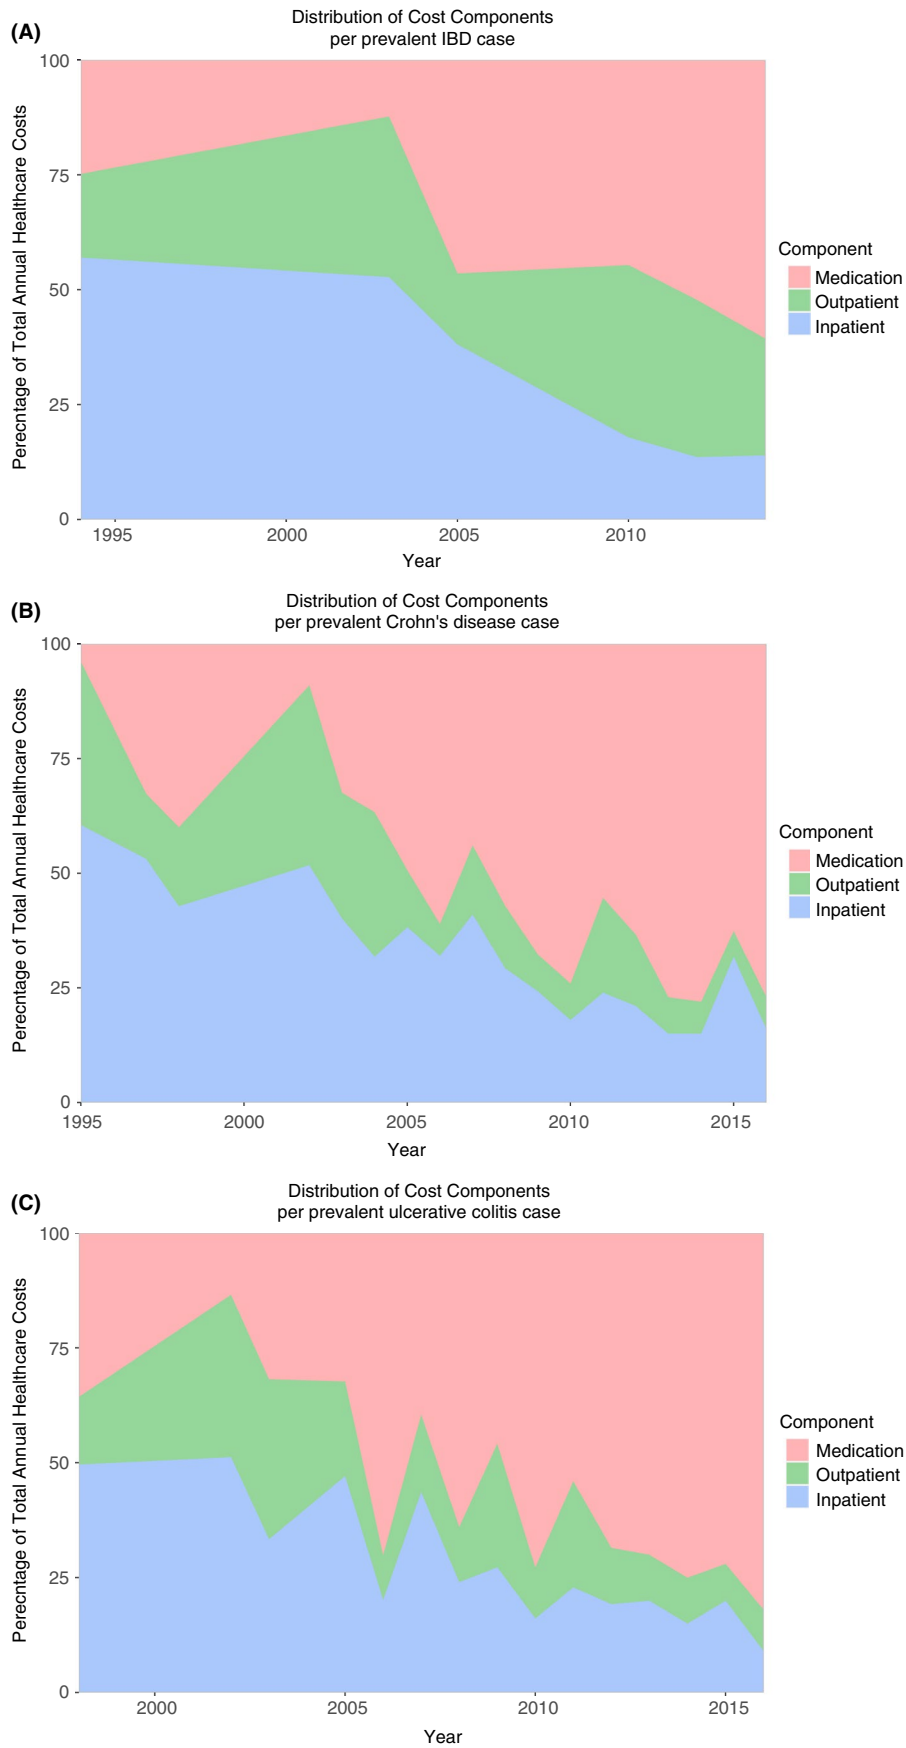 (A)
Distribution of Cost Components
per prevalent IBD case
Perecntage of Total Annual Healthcare Costs
100
75
50
25
0
1995
2000
2005
2010
Year
Component
Medication
Outpatient
Inpatient
(B)
Distribution of Cost Components
per prevalent Crohn's disease case
Perecntage of Total Annual Healthcare Costs
100
75
50
25
0
1995
2000
2005
2010
2015
Year
Component
Medication
Outpatient
Inpatient
(C)
Distribution of Cost Components
per prevalent ulcerative colitis case
Perecntage of Total Annual Healthcare Costs
100
75
50
25
0
2000
2005
2010
2015
Year
Component
Medication
Outpatient
Inpatient